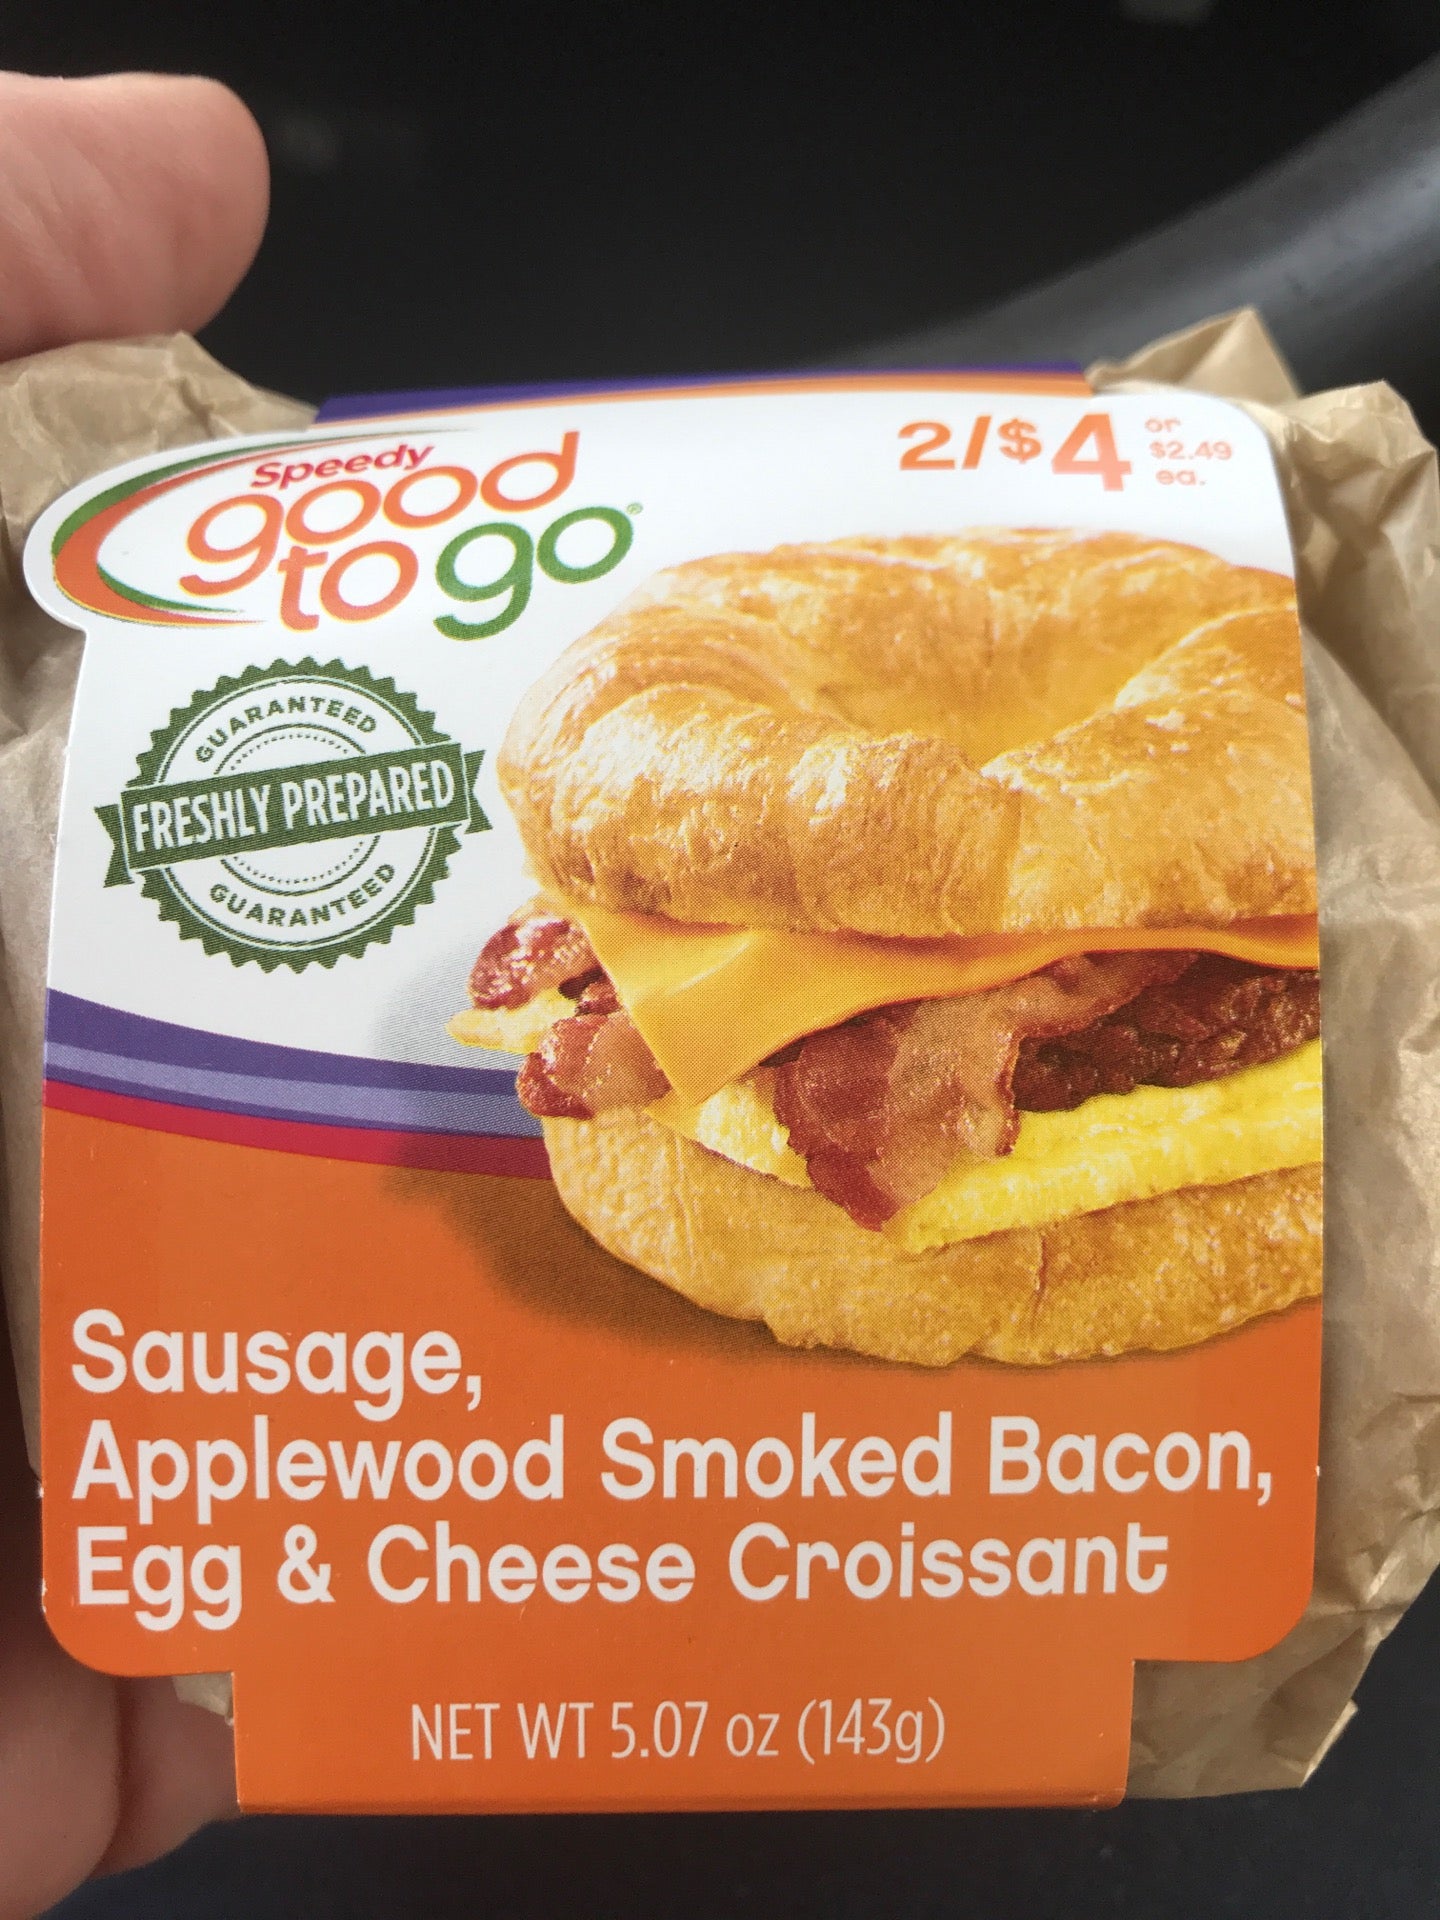 Speedy
good
to go®
2/$4 or
$2.49
ea.
GUARANTEED
FRESHLY PREPARED
GUARANTEED
Sausage,
Applewood Smoked Bacon,
Egg & Cheese Croissant
NET WT 5.07 oz (143g)